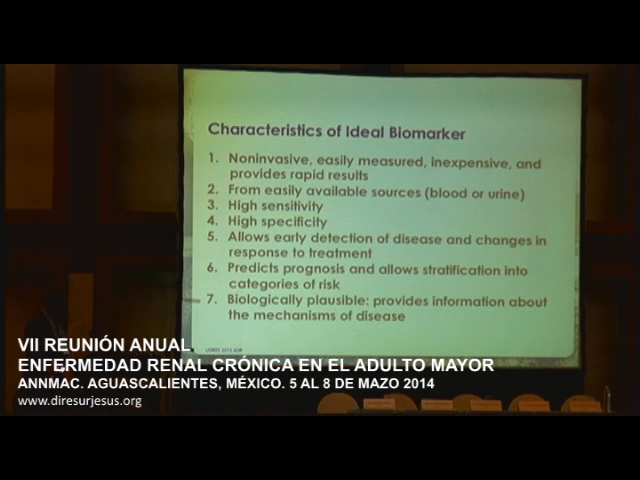 Characteristics of Ideal Biomarker
1. Noninvasive, easily measured, inexpensive, and
provides rapid results
2. From easily available sources (blood or urine)
3. High sensitivity
4. High specificity
5. Allows early detection of disease and changes in
response to treatment
6. Predicts prognosis and allows stratification into
categories of risk
7. Biologically plausible: provides information about
the mechanisms of disease
VII REUNIÓN ANUAL
ENFERMEDAD RENAL CRÓNICA EN EL ADULTO MAYOR
ANNMAC. AGUASCALIENTES, MÉXICO. 5 AL 8 DE MAZO 2014
www.diresurjesus.org